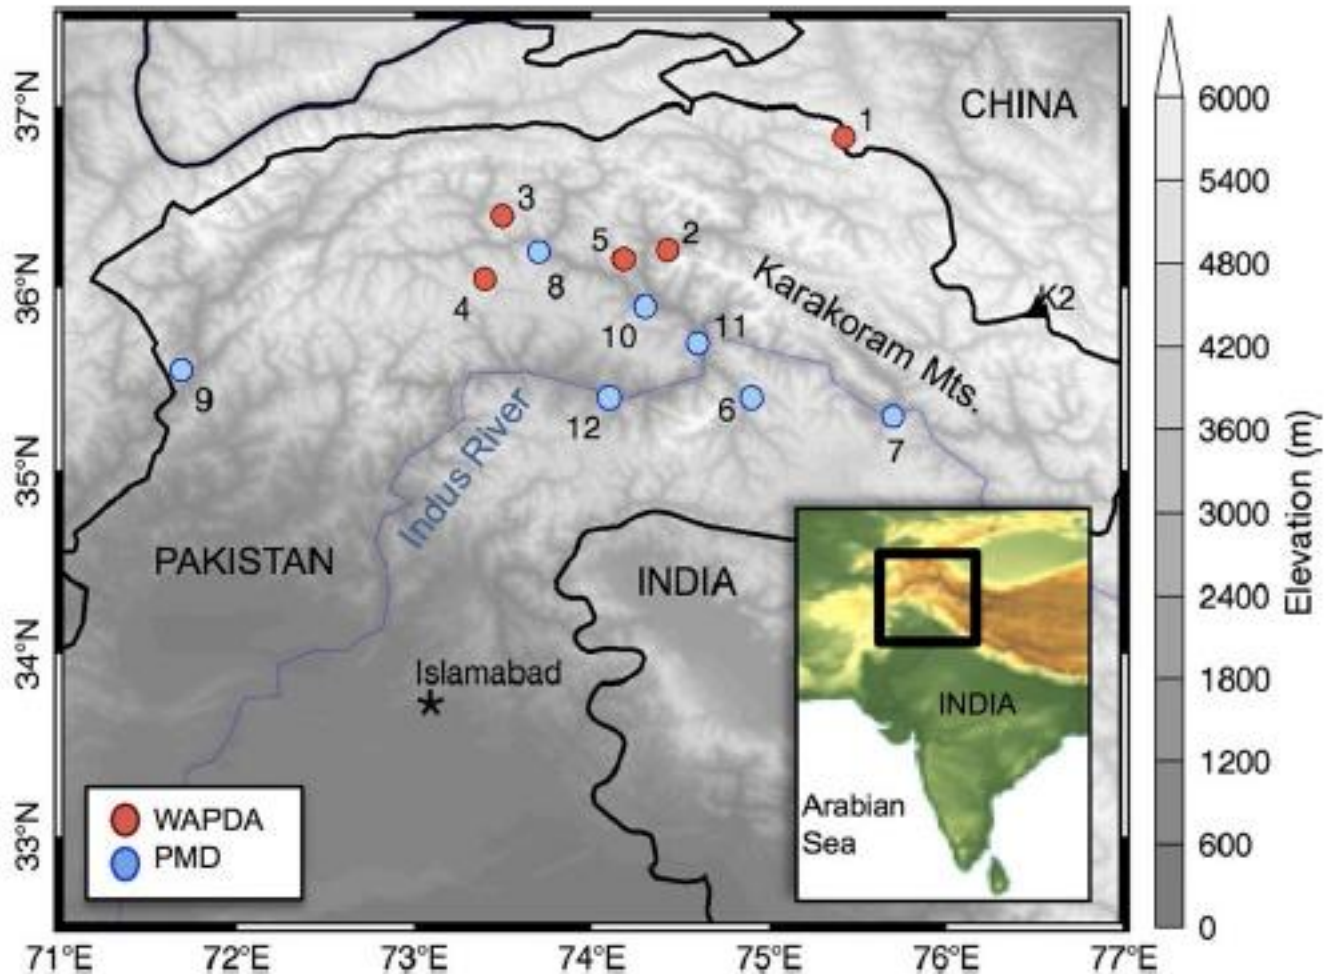 CHINA
1
3
2
5
8
4
10
11
K2
Karakoram Mts.
9
12
6
7
Indus River
PAKISTAN
INDIA
Islamabad
INDIA
Arabian
Sea
WAPDA
PMD
37°N
36°N
35°N
34°N
33°N
71°E
72°E
73°E
74°E
75°E
76°E
77°E
6000
5400
4800
4200
3600
3000
2400
1800
1200
600
0
Elevation (m)